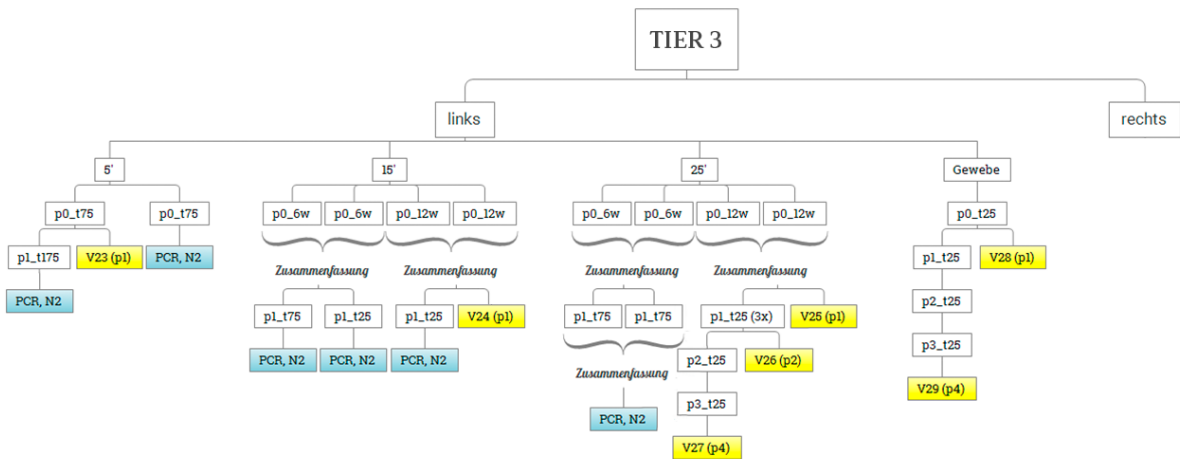 TIER 3
links
rechts
5'
15'
25'
Gewebe
p0_t75
p0_t75
p0_6w
p0_6w
p0_12w
p0_12w
p0_6w
p0_6w
p0_12w
p0_12w
p0_t25
p1_t175
V23 (p1)
PCR, N2
p1_t25
V28 (p1)
Zusammenfassung
Zusammenfassung
Zusammenfassung
Zusammenfassung
PCR, N2
p1_t75
p1_t25
p1_t25
V24 (p1)
p1_t75
p1_t75
p1_t25 (3x)
V25 (p1)
p2_t25
PCR, N2
PCR, N2
PCR, N2
p2_t25
V26 (p2)
p3_t25
Zusammenfassung
p3_t25
V29 (p4)
PCR, N2
V27 (p4)